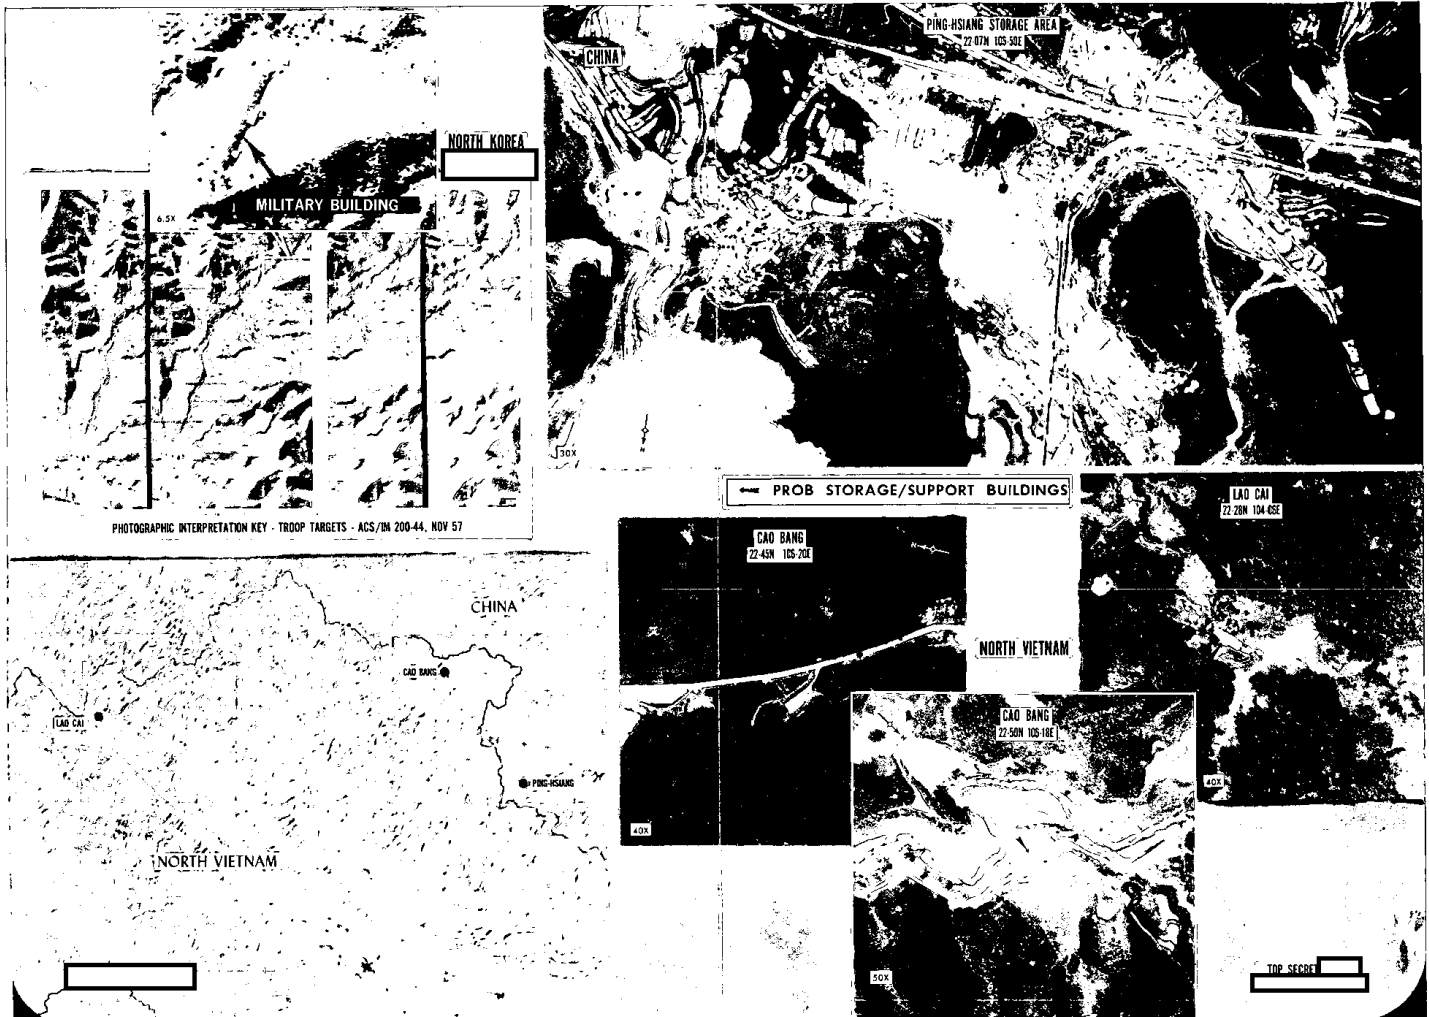 NORTH KOREA
MILITARY BUILDING
6.5X
PHOTOGRAPHIC INTERPRETATION KEY - TROOP TARGETS - ACS/IM 200-44, NOV 57
CHINA
PING-HSIANG STORAGE AREA
22-07N 106-50E
30X
PROB STORAGE/SUPPORT BUILDINGS
CAO BANG
22-45N 106-20E
40X
NORTH VIETNAM
LAO CAI
22-28N 104-05E
40X
CAO BANG
22-50N 106-18E
50X
CHINA
CAO BANG
LAO CAI
PING-HSIANG
NORTH VIETNAM
TOP SECRET